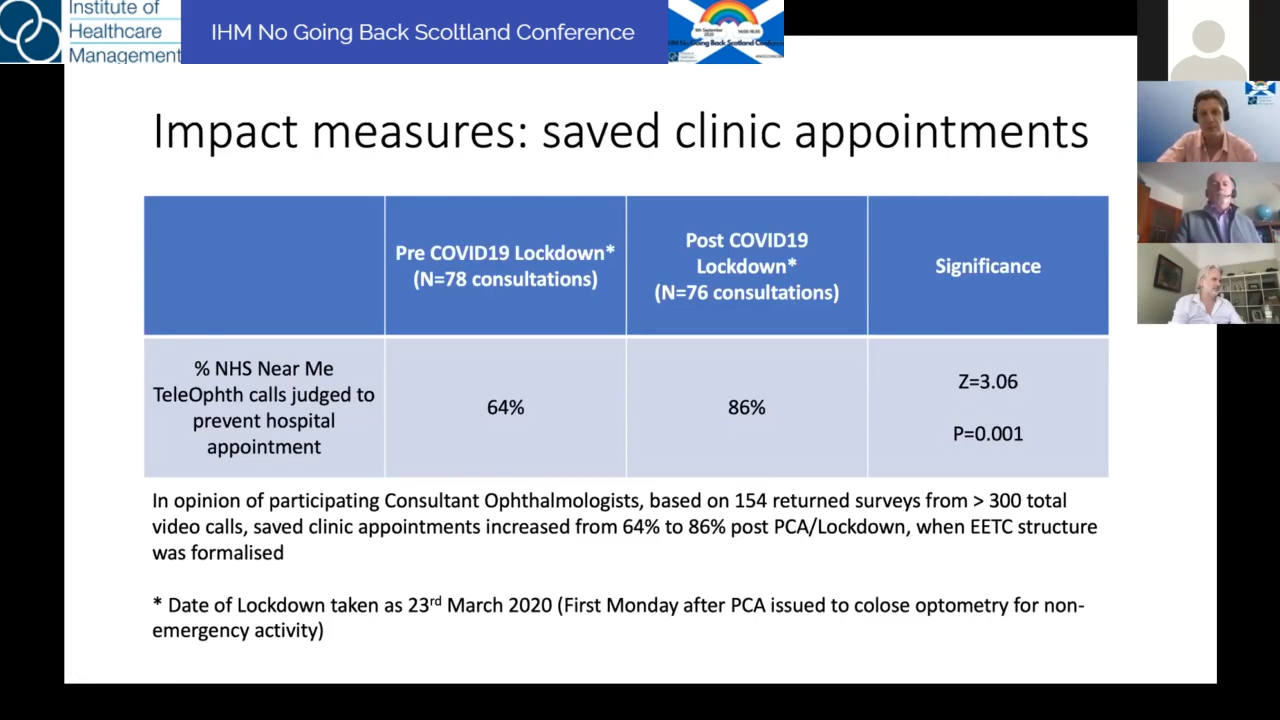 Institute of
Healthcare
Management
IHM No Going Back Scoltland Conference
Impact measures: saved clinic appointments
Pre COVID19 Lockdown*
(N=78 consultations)
Post COVID19
Lockdown*
(N=76 consultations)
Significance
% NHS Near Me
TeleOphth calls judged to
prevent hospital
appointment
64%
86%
Z=3.06
P=0.001
In opinion of participating Consultant Ophthalmologists, based on 154 returned surveys from > 300 total
video calls, saved clinic appointments increased from 64% to 86% post PCA/Lockdown, when EETC structure
was formalised
* Date of Lockdown taken as 23rd March 2020 (First Monday after PCA issued to colose optometry for non-
emergency activity)